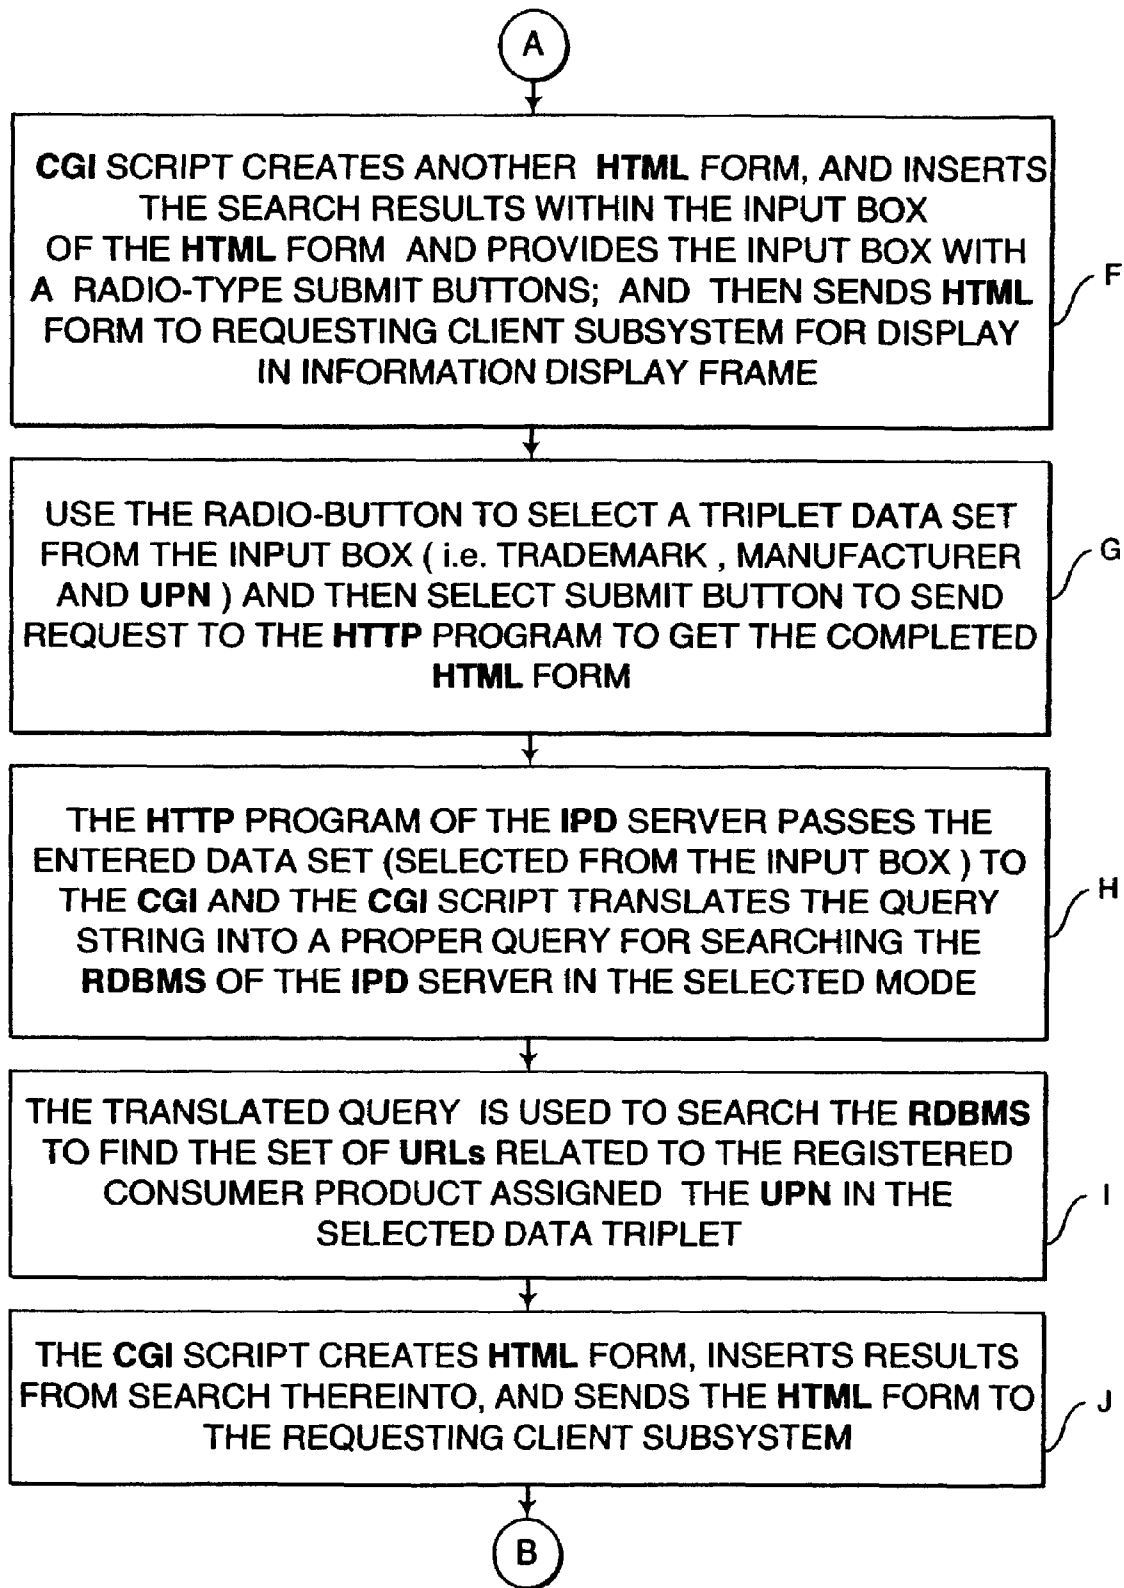 A
CGI SCRIPT CREATES ANOTHER HTML FORM, AND INSERTS
THE SEARCH RESULTS WITHIN THE INPUT BOX
OF THE HTML FORM AND PROVIDES THE INPUT BOX WITH
A RADIO-TYPE SUBMIT BUTTONS; AND THEN SENDS HTML
FORM TO REQUESTING CLIENT SUBSYSTEM FOR DISPLAY
IN INFORMATION DISPLAY FRAME
F
USE THE RADIO-BUTTON TO SELECT A TRIPLET DATA SET
FROM THE INPUT BOX ( i.e. TRADEMARK , MANUFACTURER
AND UPN ) AND THEN SELECT SUBMIT BUTTON TO SEND
REQUEST TO THE HTTP PROGRAM TO GET THE COMPLETED
HTML FORM
G
THE HTTP PROGRAM OF THE IPD SERVER PASSES THE
ENTERED DATA SET (SELECTED FROM THE INPUT BOX ) TO
THE CGI AND THE CGI SCRIPT TRANSLATES THE QUERY
STRING INTO A PROPER QUERY FOR SEARCHING THE
RDBMS OF THE IPD SERVER IN THE SELECTED MODE
H
THE TRANSLATED QUERY IS USED TO SEARCH THE RDBMS
TO FIND THE SET OF URLs RELATED TO THE REGISTERED
CONSUMER PRODUCT ASSIGNED THE UPN IN THE
SELECTED DATA TRIPLET
I
THE CGI SCRIPT CREATES HTML FORM, INSERTS RESULTS
FROM SEARCH THEREINTO, AND SENDS THE HTML FORM TO
THE REQUESTING CLIENT SUBSYSTEM
J
B